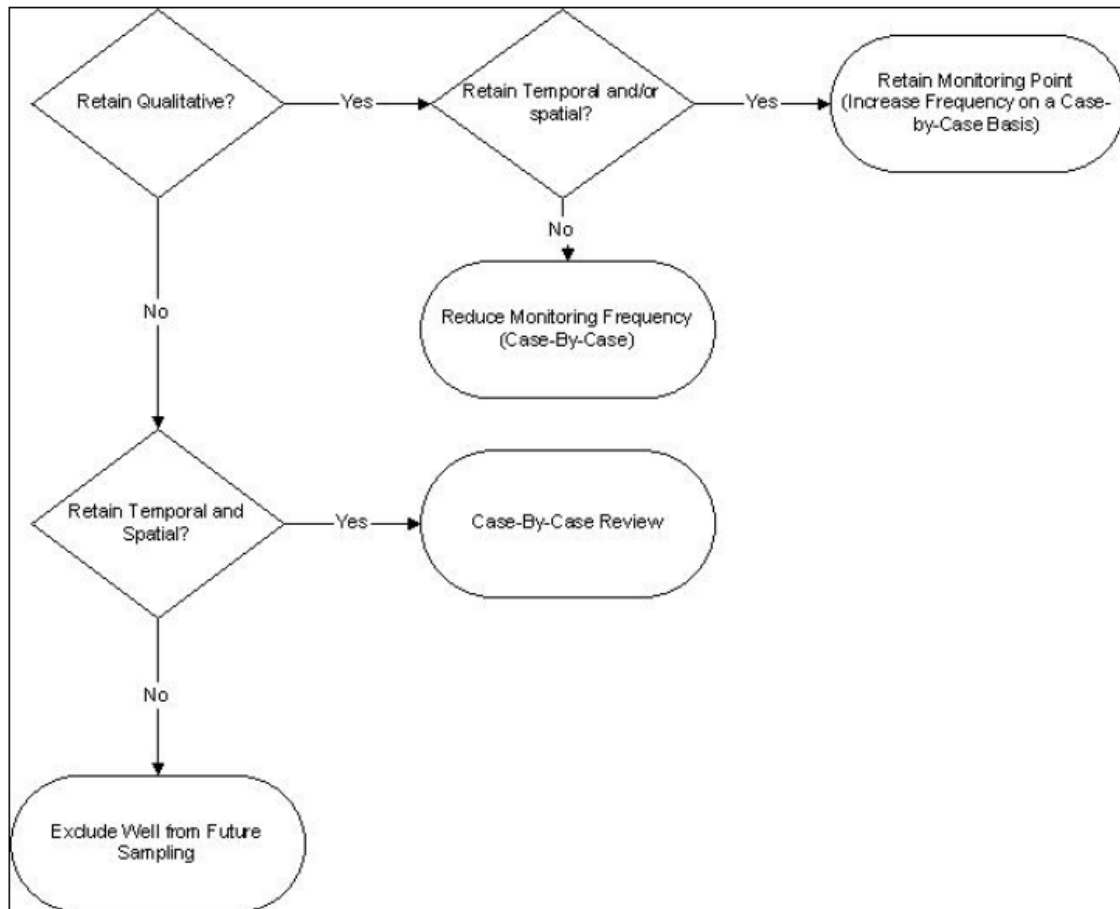 Retain Qualitative?
Yes
Retain Temporal and/or
spatial?
Yes
Retain Monitoring Point
(Increase Frequency on a Case-
by-Case Basis)
No
Reduce Monitoring Frequency
(Case-By-Case)
No
Retain Temporal and
Spatial?
Yes
Case-By-Case Review
No
Exclude Well from Future
Sampling